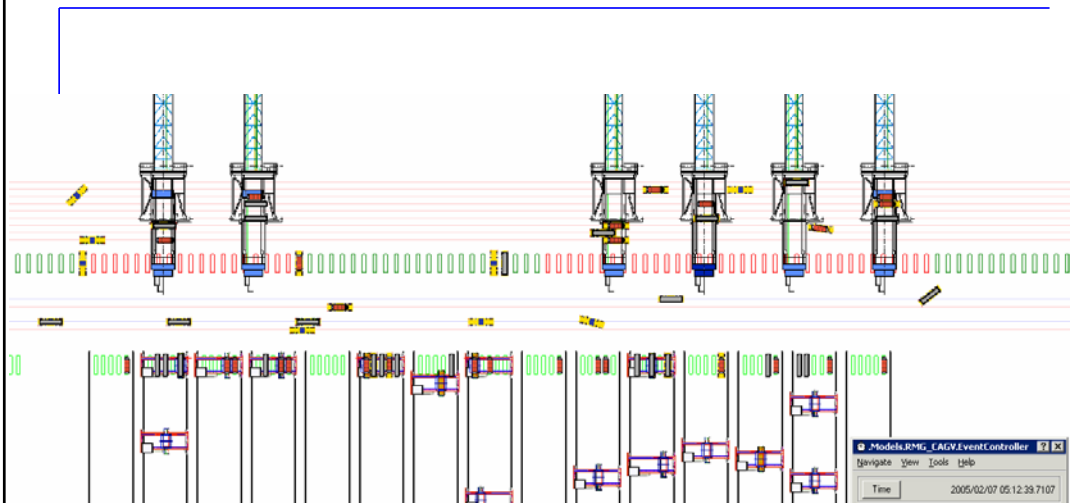 .Models.RMG_CAGV.EventController
Navigate View Tools Help
Time 2005/02/07 05:12:39.7107